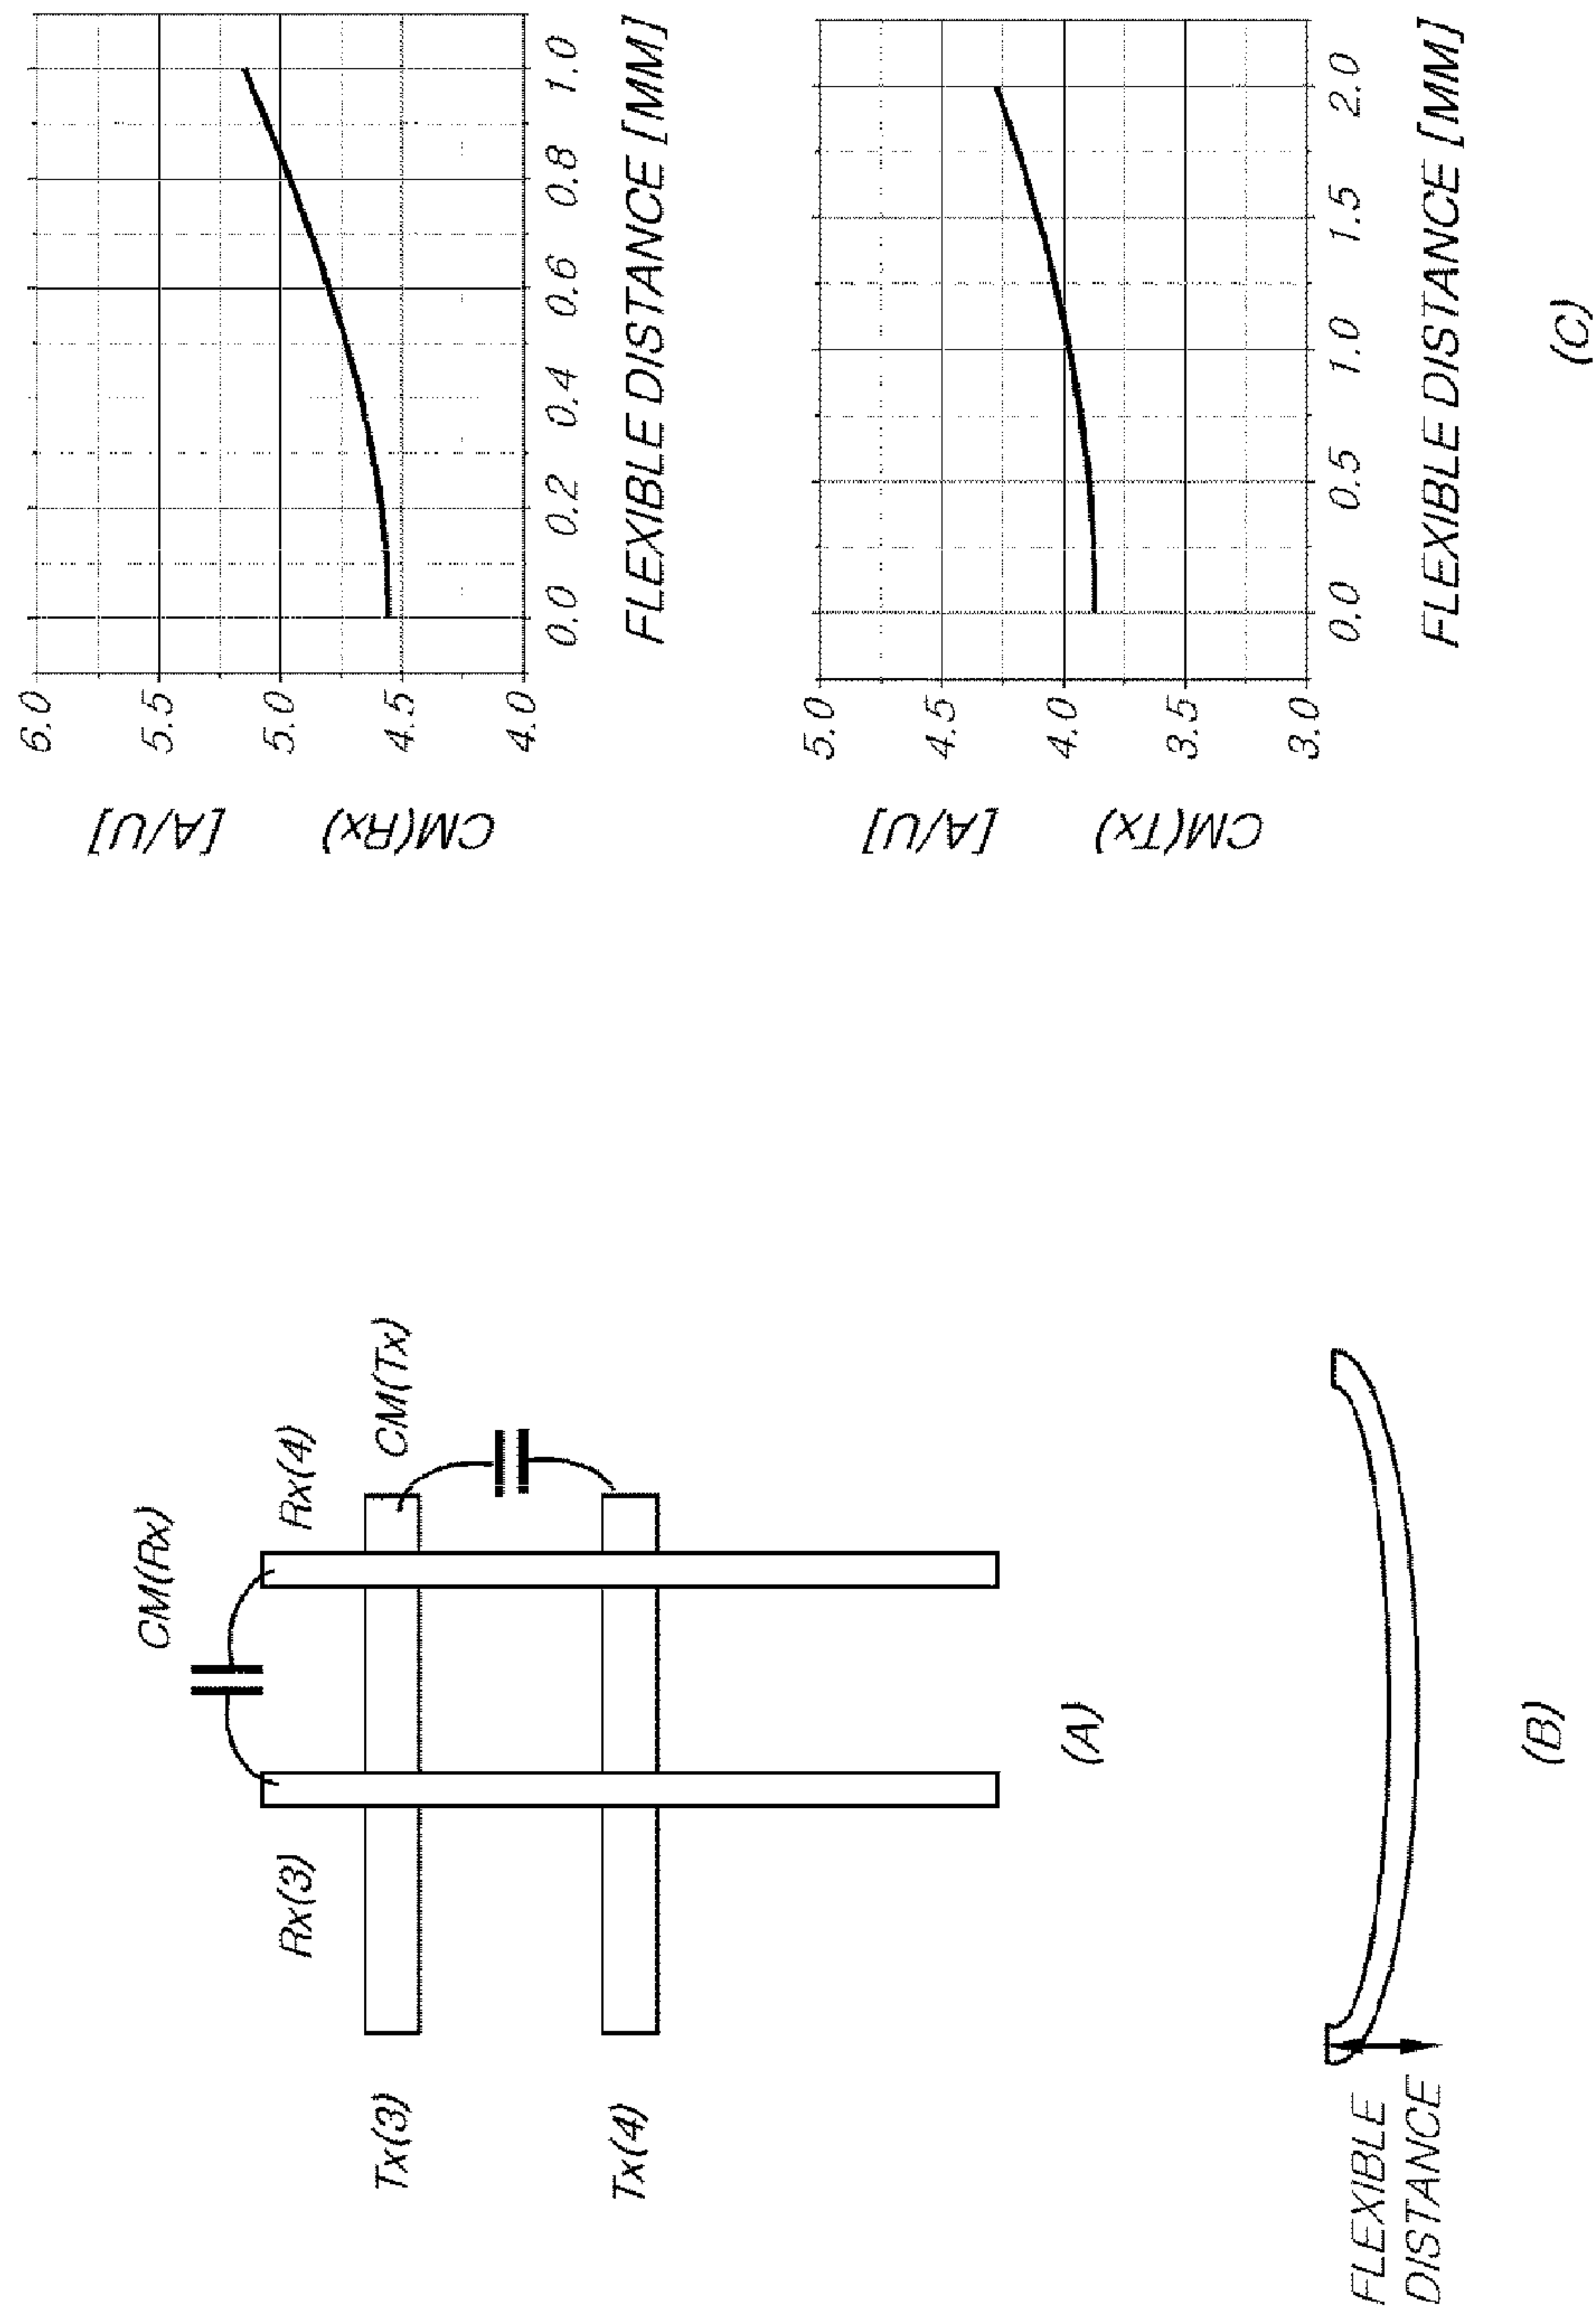 CM(Rx)
Rx(3)
Rx(4)
CM(Tx)
Tx(3)
Tx(4)
(A)
FLEXIBLE
DISTANCE
(B)
CM(Rx)
[A/U]
6.0
5.5
5.0
4.5
4.0
0.0 0.2 0.4 0.6 0.8 1.0
FLEXIBLE DISTANCE [MM]
CM(Tx)
[A/U]
5.0
4.5
4.0
3.5
3.0
0.0 0.5 1.0 1.5 2.0
FLEXIBLE DISTANCE [MM]
(C)